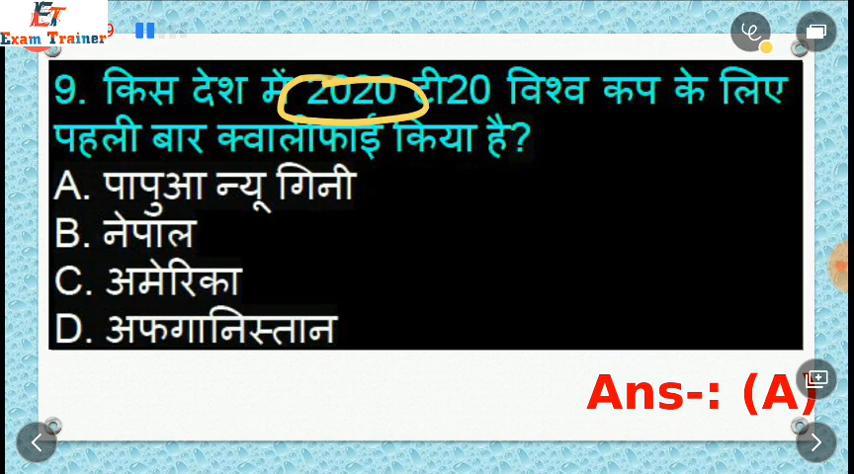 ET
Exam Trainer
9. किस देश में 2020 टी20 विश्व कप के लिए
पहली बार क्वालीफाई किया है?
A. पापुआ न्यू गिनी
B. नेपाल
C. अमेरिका
D. अफगानिस्तान
Ans-: (A)